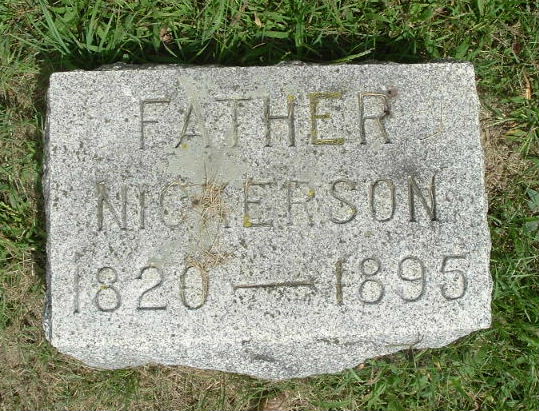 FATHER
NICKERSON
1820 — 1895